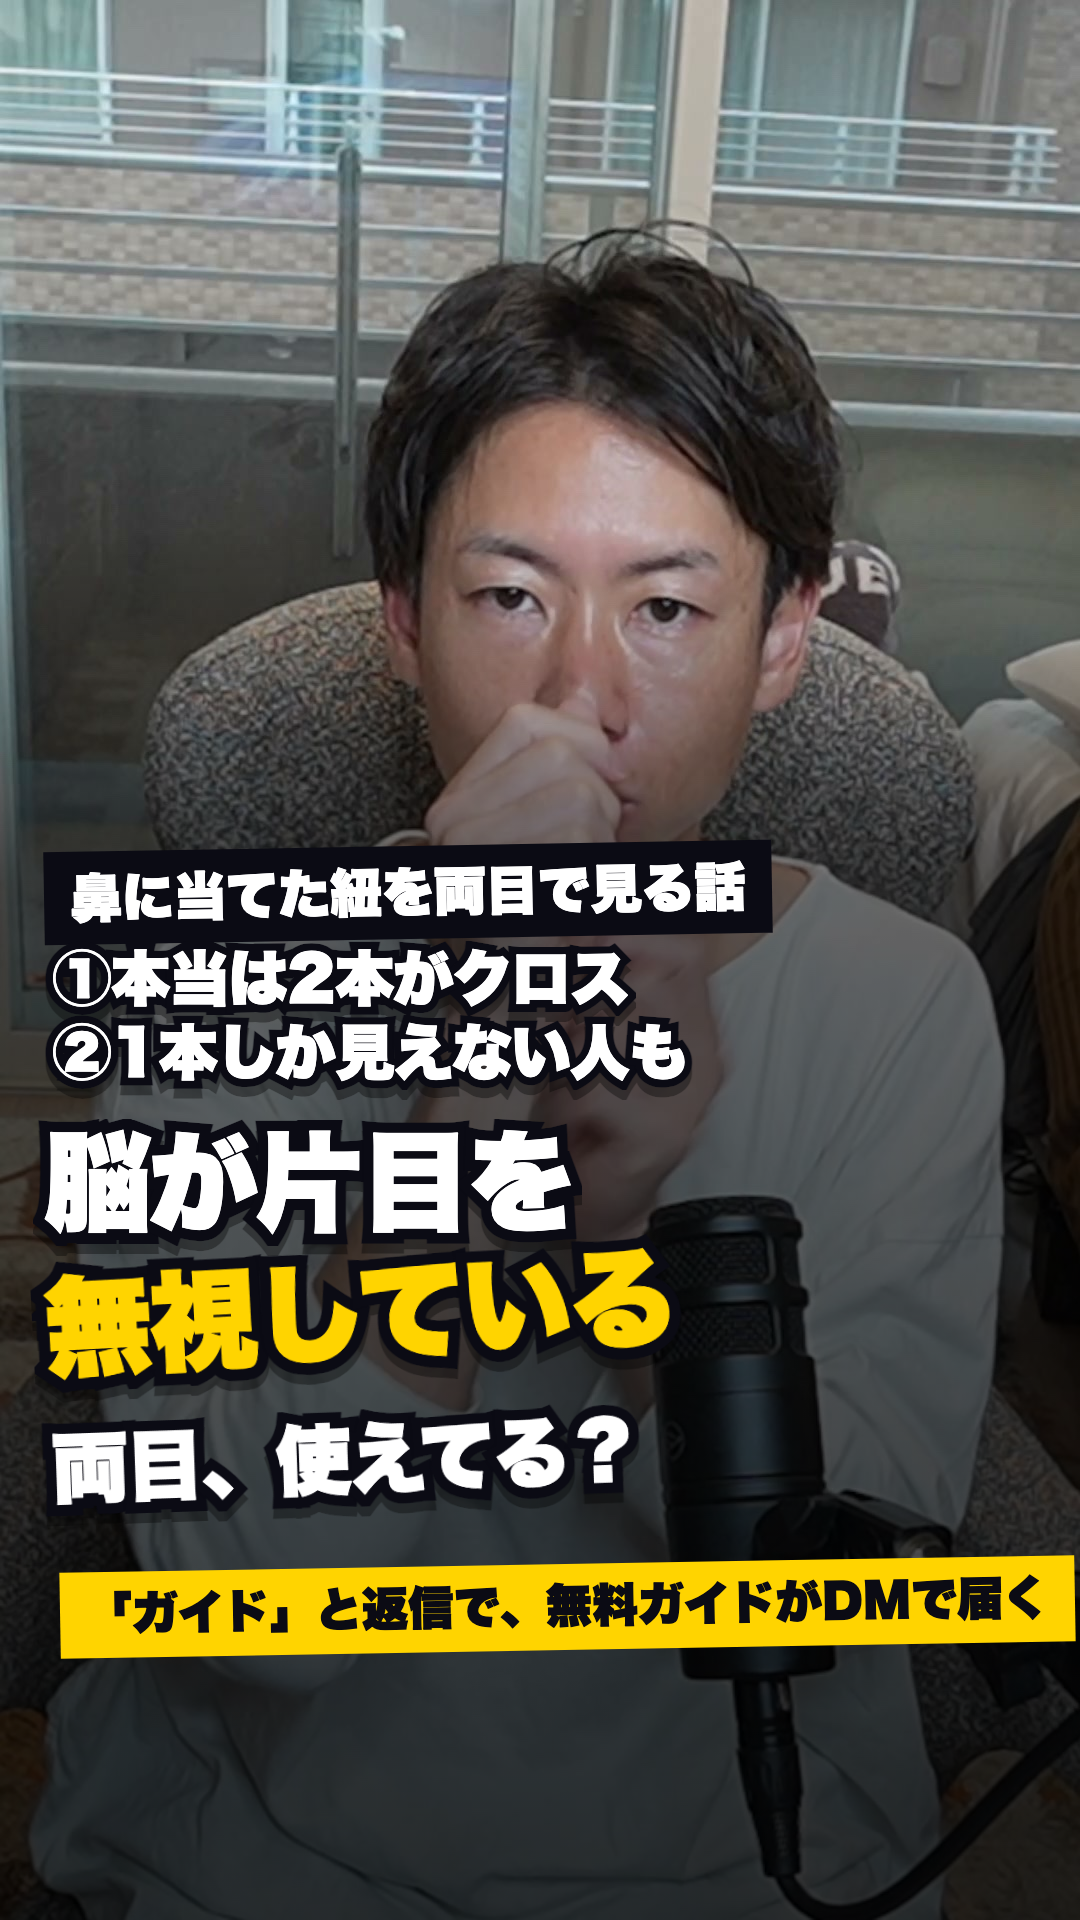 鼻に当てた紐を両目で見る話
①本当は2本がクロス
②1本しか見えない人も
脳が片目を
無視している
両目、使えてる？
「ガイド」と返信で、無料ガイドがDMで届く